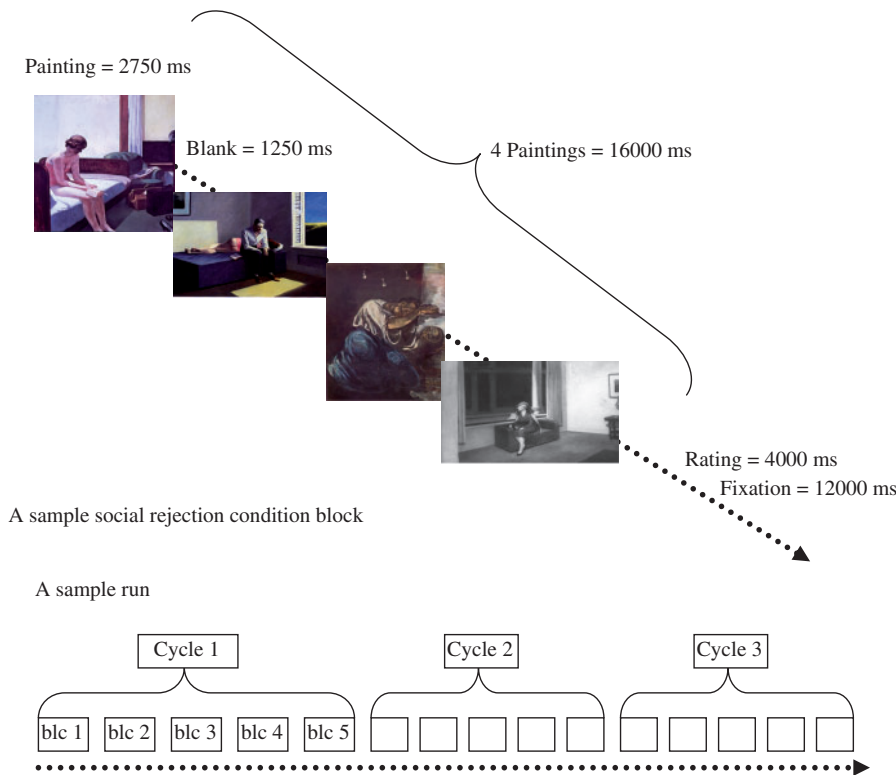 Painting = 2750 ms
Blank = 1250 ms
4 Paintings = 16000 ms
Rating = 4000 ms
Fixation = 12000 ms
A sample social rejection condition block
A sample run
Cycle 1
Cycle 2
Cycle 3
blc 1
blc 2
blc 3
blc 4
blc 5